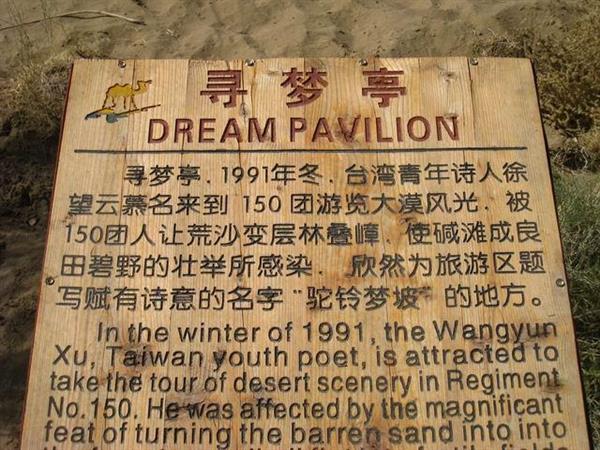 寻梦亭
DREAM PAVILION
寻梦亭．1991年冬．台湾青年诗人徐
望云慕名来到 150 团游览大漠风光．被
150团人让荒沙变层林叠嶂．使碱滩成良
田碧野的壮举所感染．欣然为旅游区题
写赋有诗意的名字“驼铃梦坡”的地方。
In the winter of 1991, the Wangyun
Xu, Taiwan youth poet, is attracted to
take the tour of desert scenery in Regiment
No.150. He was affected by the magnificent
feat of turning the barren sand into into